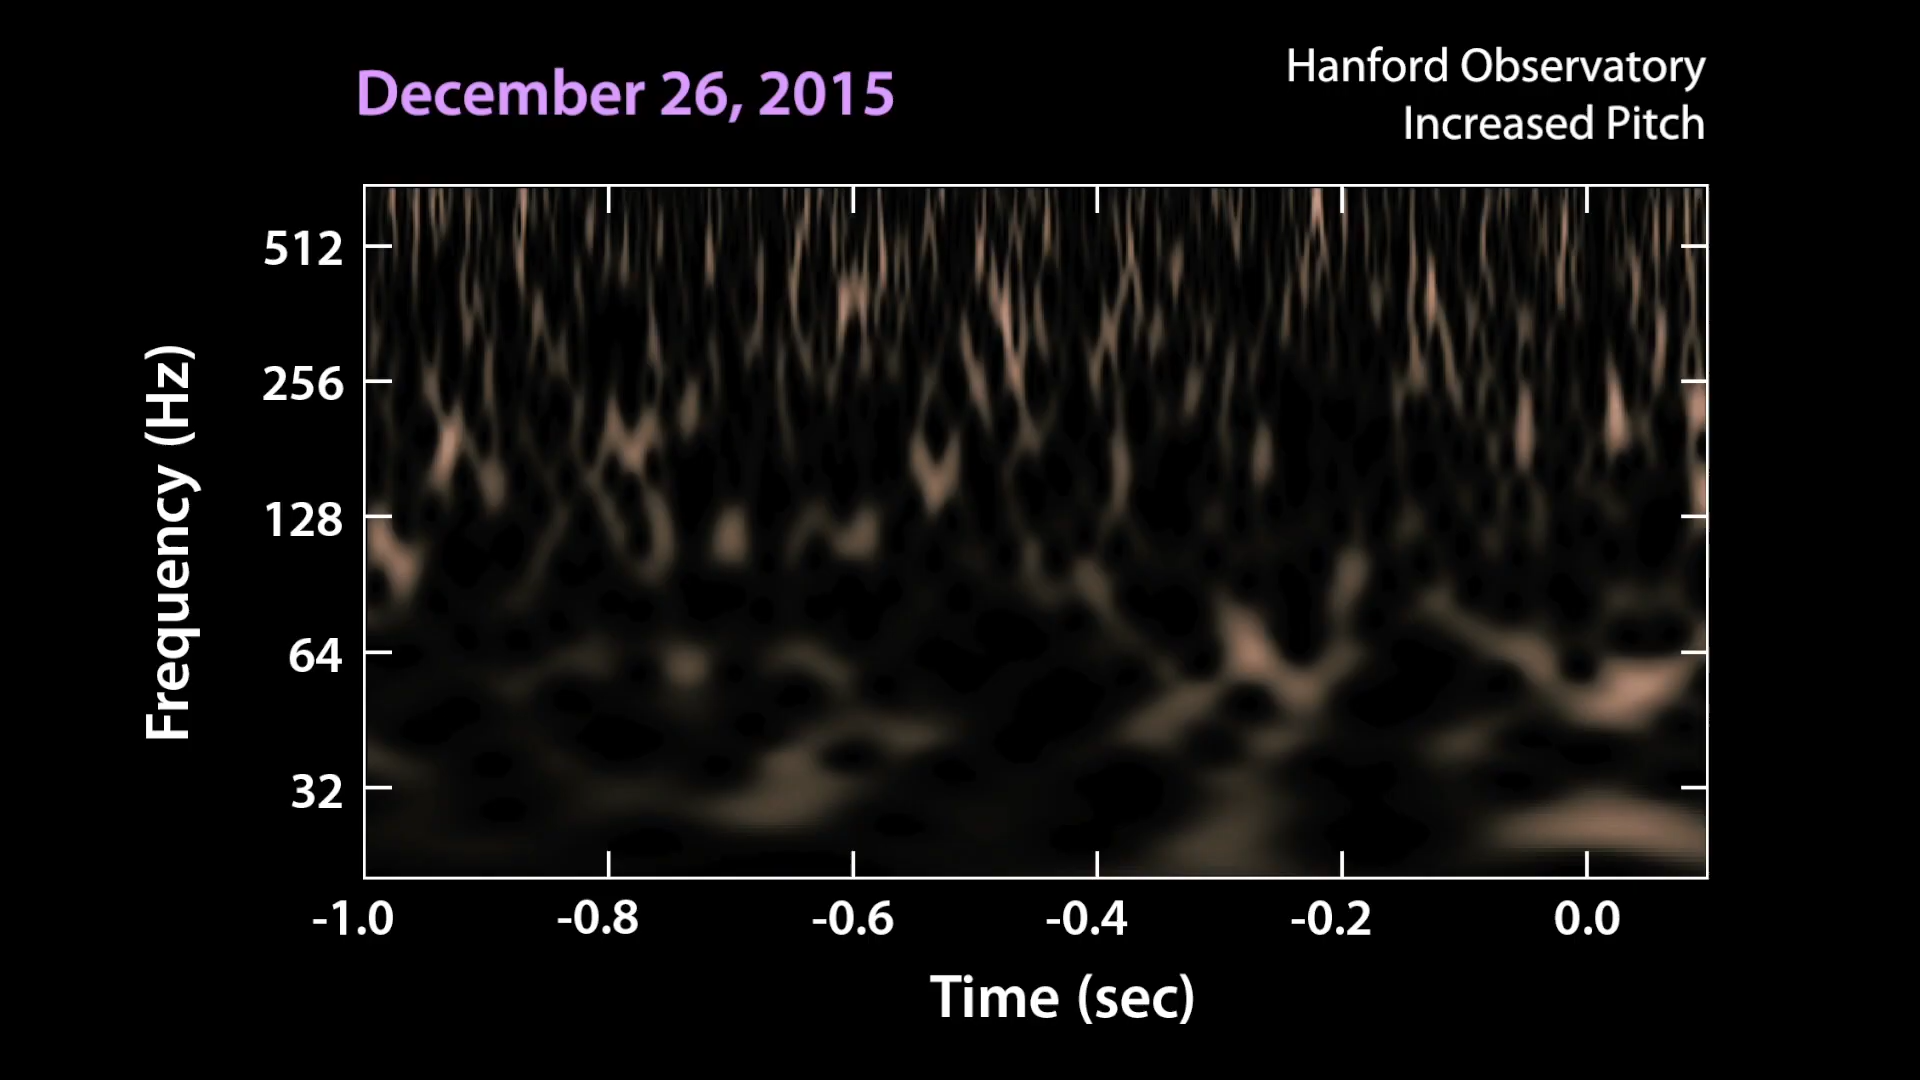 December 26, 2015
Hanford Observatory
Increased Pitch
Frequency (Hz)
512
256
128
64
32
-1.0 -0.8 -0.6 -0.4 -0.2 0.0
Time (sec)